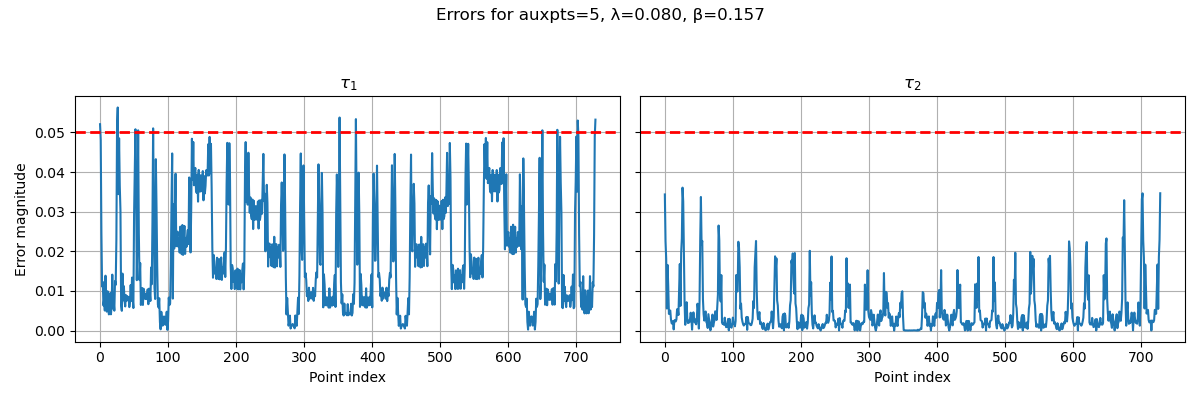 Errors for auxpts=5, λ=0.080, β=0.157
τ1 τ2
0.05
0.04
0.03
0.02
0.01
0.00
Error magnitude
0 100 200 300 400 500 600 700
0 100 200 300 400 500 600 700
Point index
Point index